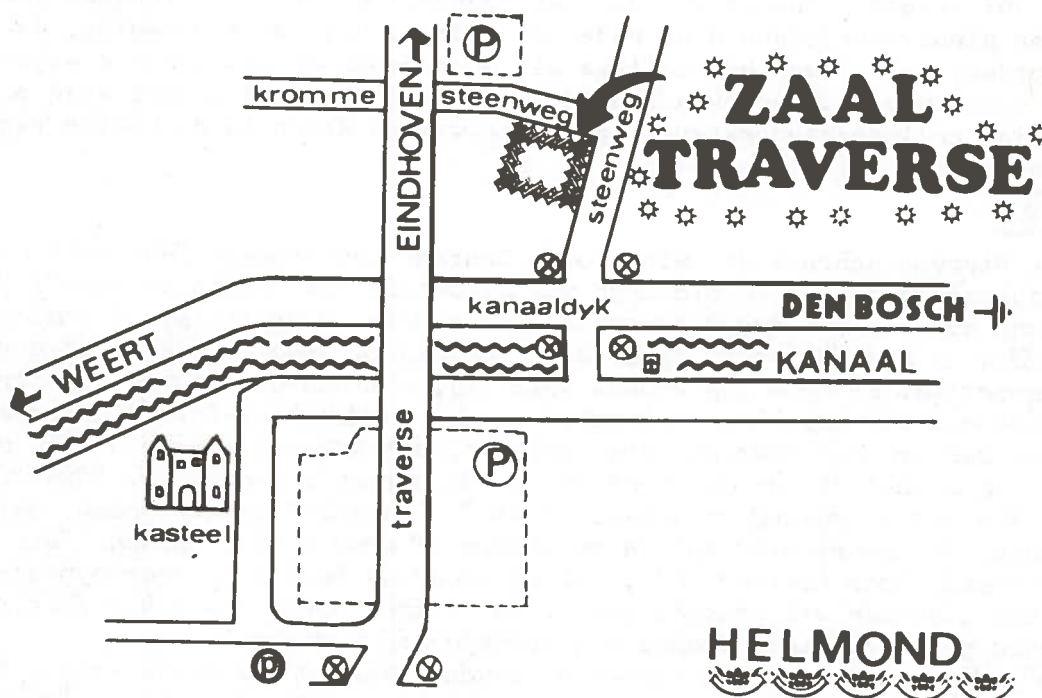 P
EINDHOVEN
kromme
steenweg
steenweg
ZAAL
TRAVERSE
kanaaldyk
DEN BOSCH
WEERT
KANAAL
traverse
P
kasteel
P
HELMOND